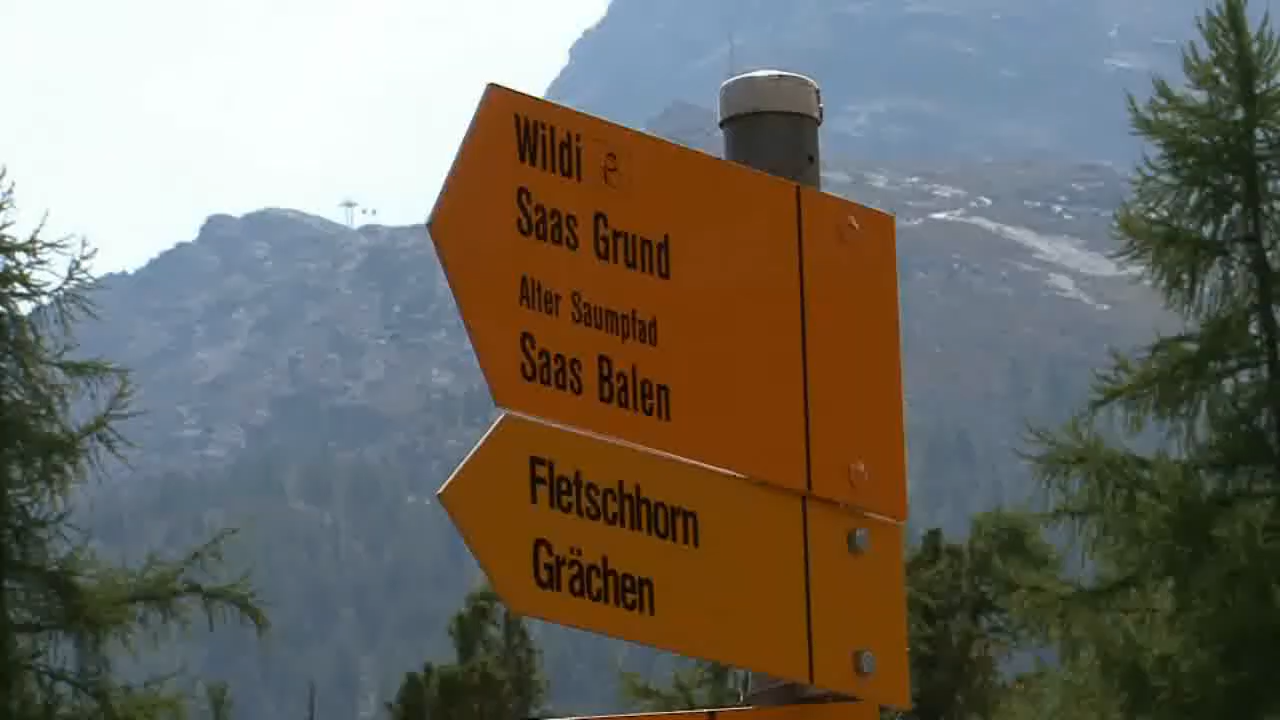 Wildi
Saas Grund
Alter Saumpfad
Saas Balen
Fletschhorn
Grächen